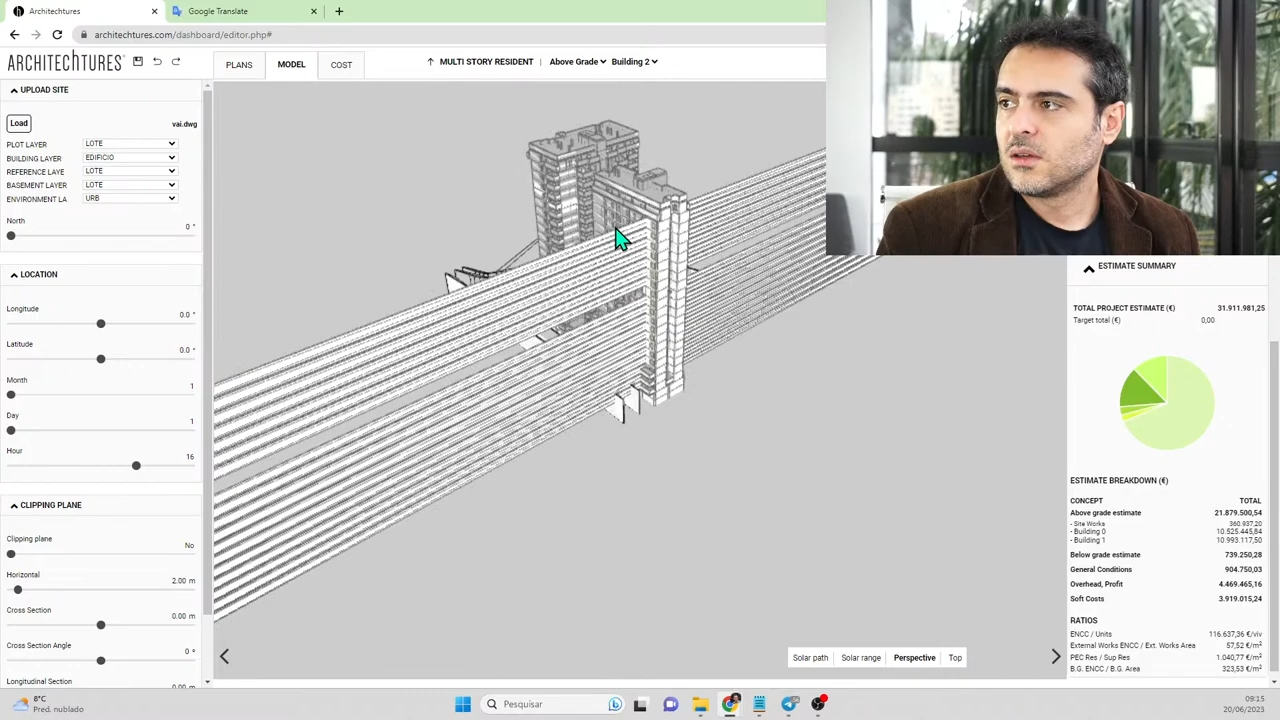 Architechtures
Google Translate
architechtures.com/dashboard/editor.php#
ARCHITECHTURES
PLANS
MODEL
COST
MULTI STORY RESIDENT
Above Grade
Building 2
UPLOAD SITE
Load
vai.dwg
PLOT LAYER
LOTE
BUILDING LAYER
EDIFICIO
REFERENCE LAYE
LOTE
BASEMENT LAYER
LOTE
ENVIRONMENT LA
URB
North
0 °
LOCATION
Longitude
0.0 °
Latitude
0.0 °
Month
1
Day
1
Hour
16
CLIPPING PLANE
Clipping plane
No
Horizontal
2.00 m
Cross Section
0.00 m
Cross Section Angle
0 °
Longitudinal Section
0.00 m
Solar path
Solar range
Perspective
Top
ESTIMATE SUMMARY
TOTAL PROJECT ESTIMATE (€) 31.911.981,25
Target total (€) 0,00
ESTIMATE BREAKDOWN (€)
CONCEPT TOTAL
Above grade estimate 21.879.500,54
- Site Works 360.937,20
- Building 0 10.525.445,84
- Building 1 10.993.117,50
Below grade estimate 739.250,28
General Conditions 904.750,03
Overhead, Profit 4.469.465,16
Soft Costs 3.919.015,24
RATIOS
ENCC / Units 116.637,36 €/viv
External Works ENCC / Ext. Works Area 57,52 €/m²
PEC Res / Sup Res 1.040,77 €/m²
B.G. ENCC / B.G. Area 323,53 €/m²
8°C
Pred. nublado
Pesquisar
09:15
20/06/2023